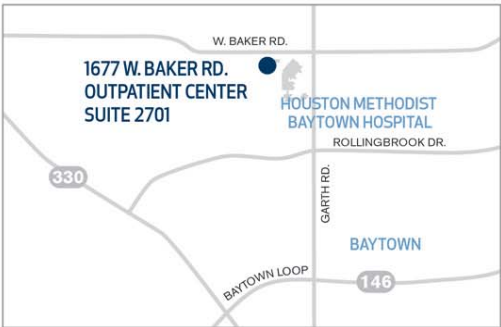 W. BAKER RD.
1677 W. BAKER RD.
OUTPATIENT CENTER
SUITE 2701
HOUSTON METHODIST
BAYTOWN HOSPITAL
ROLLINGBROOK DR.
330
GARTH RD.
BAYTOWN
BAYTOWN LOOP
146